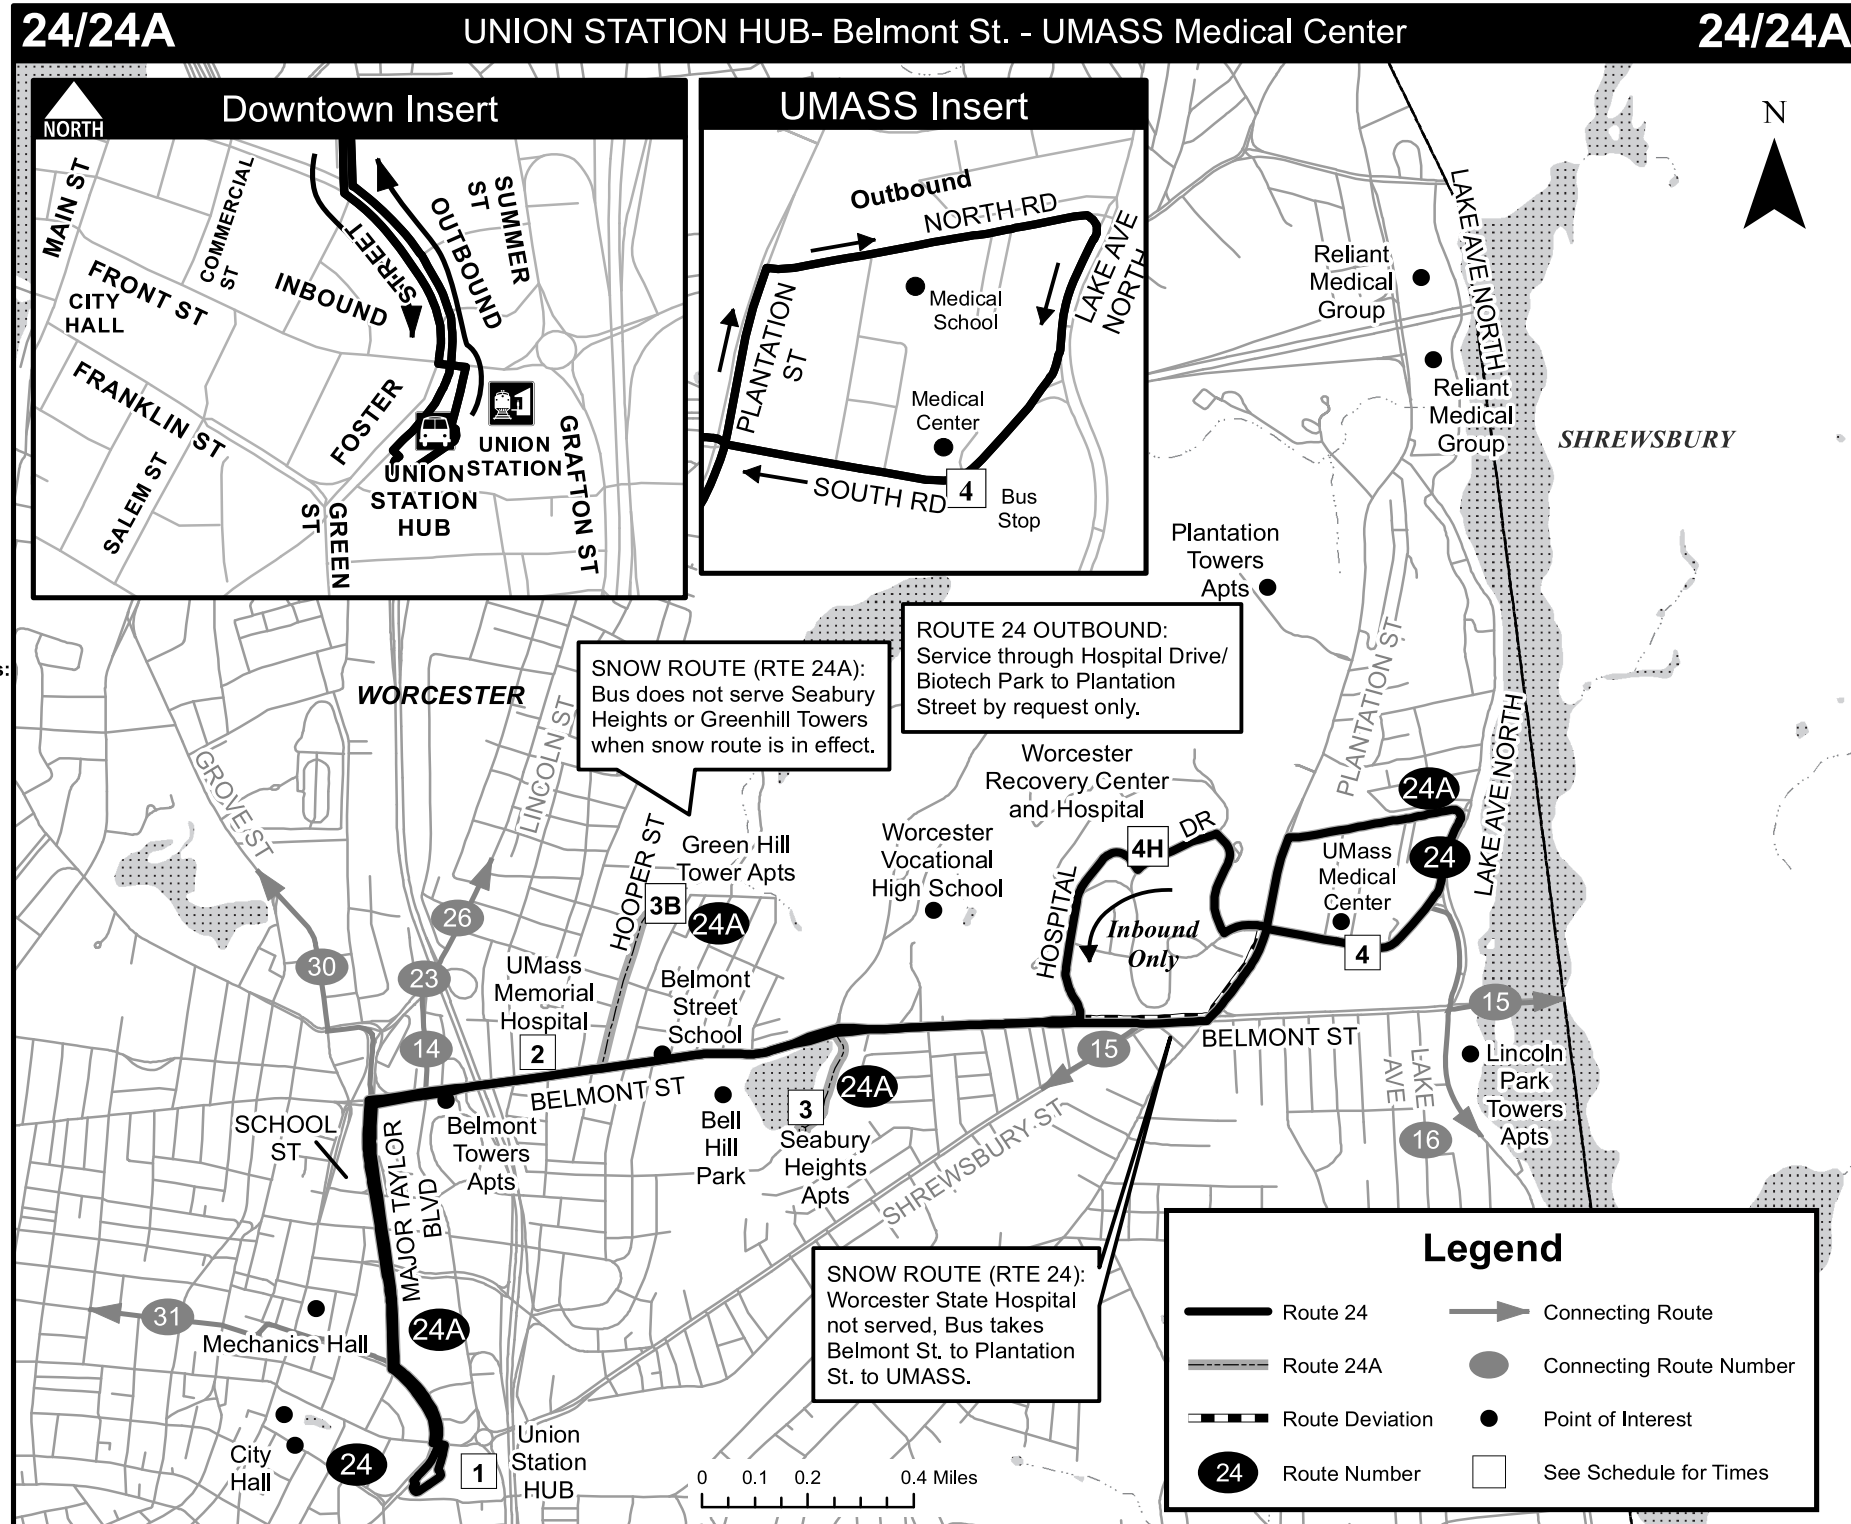 24/24A
UNION STATION HUB- Belmont St. - UMASS Medical Center
24/24A
NORTH
Downtown Insert
MAIN ST
COMMERCIAL
ST
SUMMER
ST
OUTBOUND
STREET
INBOUND
FRONT ST
CITY
HALL
FRANKLIN ST
FOSTER
SALEM ST
UNION
STATION
UNION
STATION
HUB
GREEN
ST
GRAFTON ST
UMASS Insert
Outbound
NORTH RD
LAKE AVE
NORTH
PLANTATION
ST
Medical
School
Medical
Center
SOUTH RD
4
Bus
Stop
N
LAKE AVE NORTH
Reliant
Medical
Group
Reliant
Medical
Group
SHREWSBURY
Plantation
Towers
Apts
s:
WORCESTER
SNOW ROUTE (RTE 24A):
Bus does not serve Seabury
Heights or Greenhill Towers
when snow route is in effect.
ROUTE 24 OUTBOUND:
Service through Hospital Drive/
Biotech Park to Plantation
Street by request only.
GROVE ST
LINCOLN ST
HOOPER ST
PLANTATION ST
LAKE AVE NORTH
Worcester
Recovery Center
and Hospital
4H
DR
HOSPITAL
Inbound
Only
24A
24
UMass
Medical
Center
4
Green Hill
Tower Apts
3B
24A
Worcester
Vocational
High School
30
26
23
14
UMass
Memorial
Hospital
2
Belmont
Street
School
BELMONT ST
BELMONT ST
15
15
LAKE
AVE
16
Lincoln
Park
Towers
Apts
SCHOOL
ST
MAJOR TAYLOR
BLVD
Belmont
Towers
Apts
Bell
Hill
Park
3
24A
Seabury
Heights
Apts
SHREWSBURY ST
31
Mechanics Hall
24A
City
Hall
24
1
Union
Station
HUB
SNOW ROUTE (RTE 24):
Worcester State Hospital
not served, Bus takes
Belmont St. to Plantation
St. to UMASS.
0 0.1 0.2 0.4 Miles
Legend
Route 24
Connecting Route
Route 24A
Connecting Route Number
Route Deviation
Point of Interest
24
Route Number
See Schedule for Times